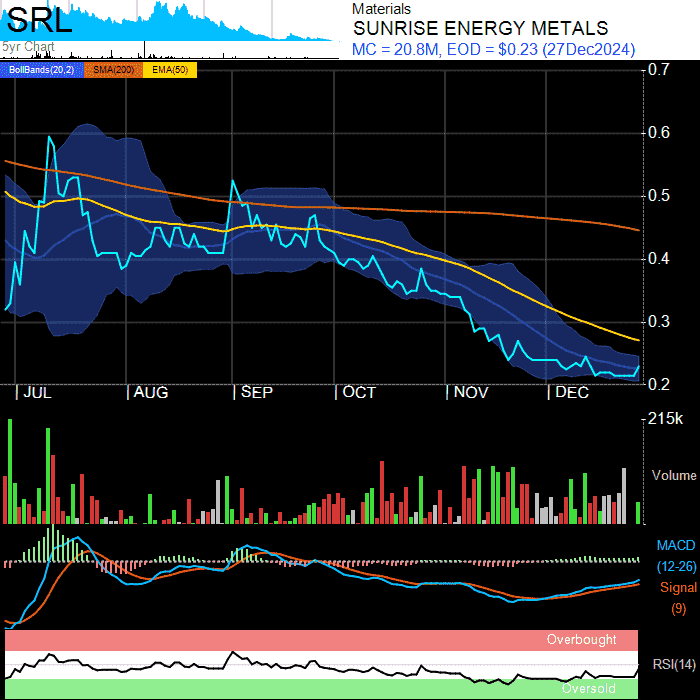 SRL
5yr Chart
Materials
SUNRISE ENERGY METALS
MC = 20.8M, EOD = $0.23 (27Dec2024)
BollBands(20,2) SMA(200) EMA(50)
0.7
0.6
0.5
0.4
0.3
0.2
JUL AUG SEP OCT NOV DEC
215k
Volume
MACD
(12-26)
Signal
(9)
Overbought
RSI(14)
Oversold